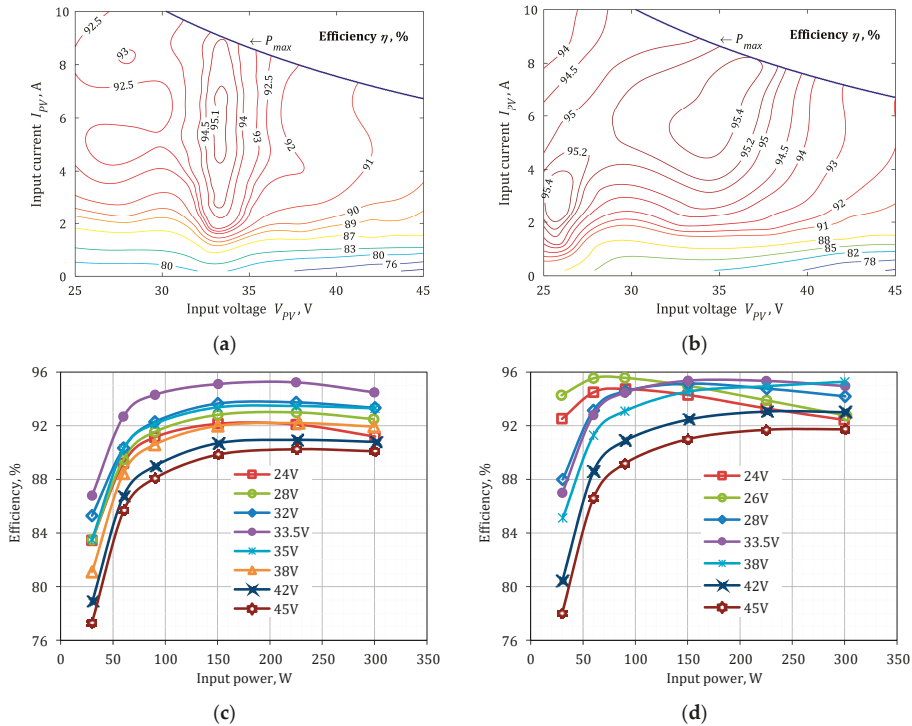 Efficiency η, %
← P_max
Input current I_PV, A
10
8
6
4
2
0
92.5
93
92.5
94.5
95.1
94
93
92.5
92
91
90
89
87
83
80
80
76
25
30
35
40
45
Input voltage V_PV, V
(a)
Efficiency η, %
← P_max
Input current I_PV, A
10
8
6
4
2
0
94
94.5
95
95.2
95.4
95.4
95.2
95
94.5
94
93
92
91
88
85
82
78
25
30
35
40
45
Input voltage V_PV, V
(b)
Efficiency, %
96
92
88
84
80
76
24V
28V
32V
33.5V
35V
38V
42V
45V
0
50
100
150
200
250
300
350
Input power, W
(c)
Efficiency, %
96
92
88
84
80
76
24V
26V
28V
33.5V
38V
42V
45V
0
50
100
150
200
250
300
350
Input power, W
(d)